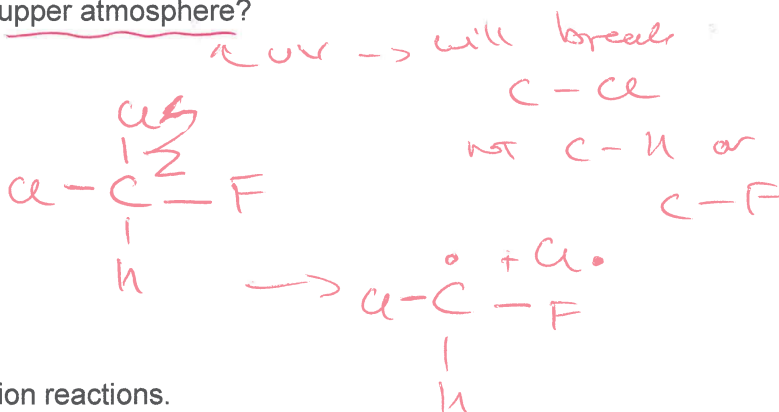 upper atmosphere?
UV -> will break
C - Cl
not C - H or
C - F
Cl
Cl - C - F
H
-> Cl - C - F
• + Cl •
H
ion reactions.